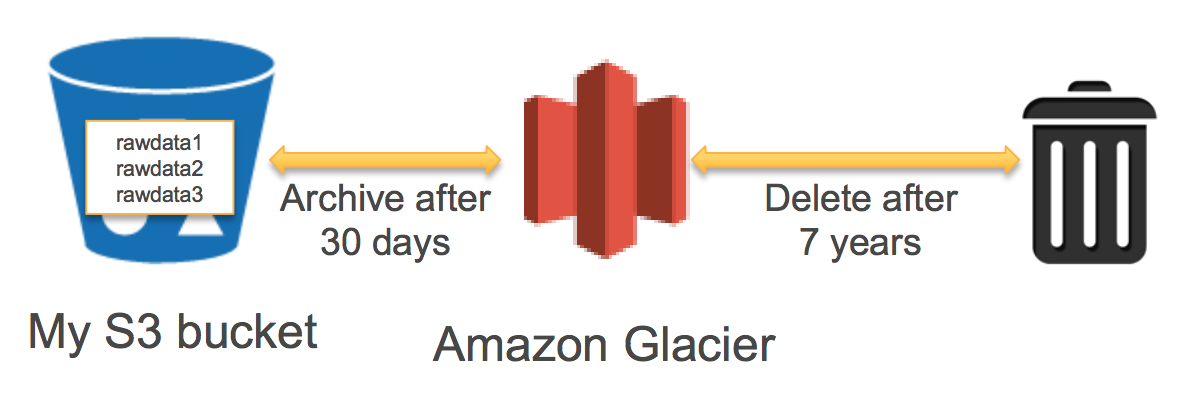 rawdata1
rawdata2
rawdata3
Archive after
30 days
Delete after
7 years
My S3 bucket
Amazon Glacier